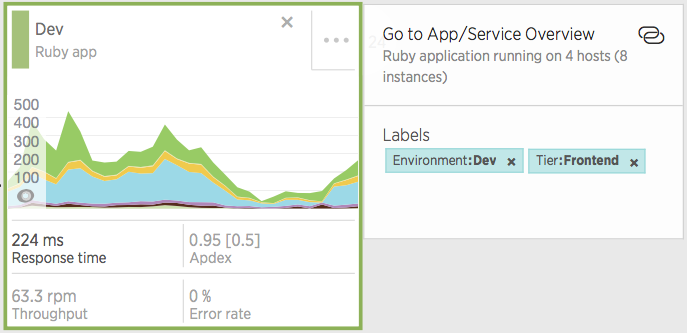 Dev
Ruby app
500
400
300
200
100
224 ms
Response time
0.95 [0.5]
Apdex
63.3 rpm
Throughput
0 %
Error rate
Go to App/Service Overview
Ruby application running on 4 hosts (8
instances)
Labels
Environment:Dev ×
Tier:Frontend ×